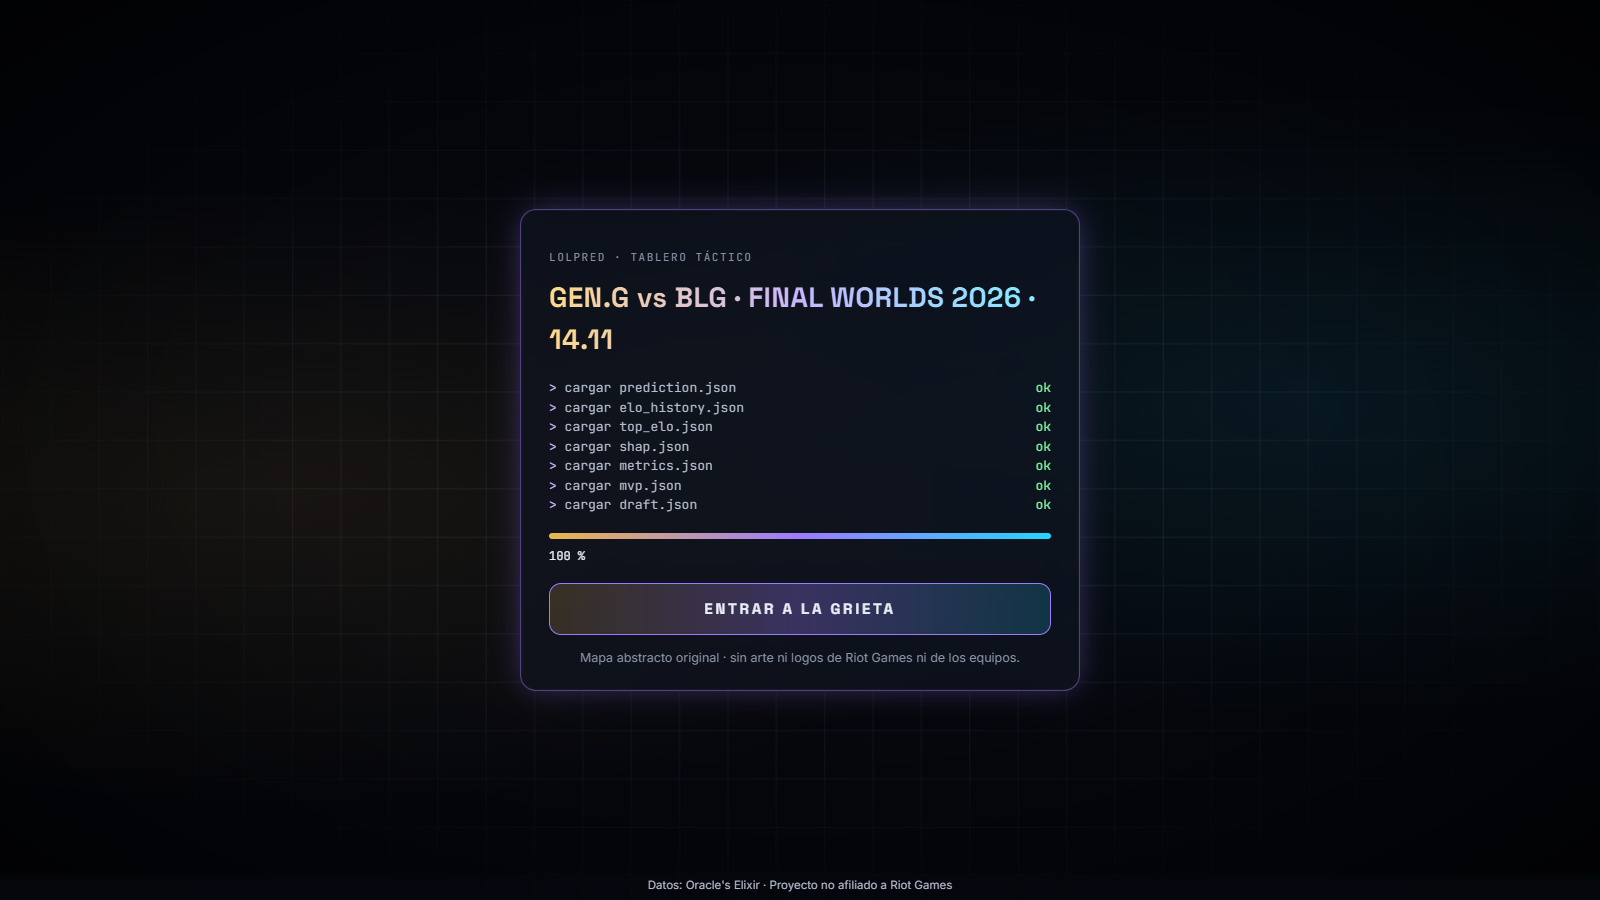 LOLPRED · TABLERO TÁCTICO
GEN.G vs BLG · FINAL WORLDS 2026 ·
14.11
> cargar prediction.json ok
> cargar elo_history.json ok
> cargar top_elo.json ok
> cargar shap.json ok
> cargar metrics.json ok
> cargar mvp.json ok
> cargar draft.json ok
100 %
ENTRAR A LA GRIETA
Mapa abstracto original · sin arte ni logos de Riot Games ni de los equipos.
Datos: Oracle's Elixir · Proyecto no afiliado a Riot Games